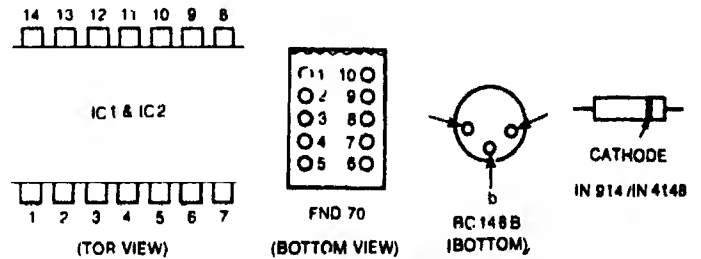 14 13 12 11 10 9 8
IC1 & IC2
1 2 3 4 5 6 7
(TOR VIEW)
1 10
2 9
3 8
4 7
5 6
FND 70
(BOTTOM VIEW)
b
BC 148B
(BOTTOM)
CATHODE
IN 914/IN 4148